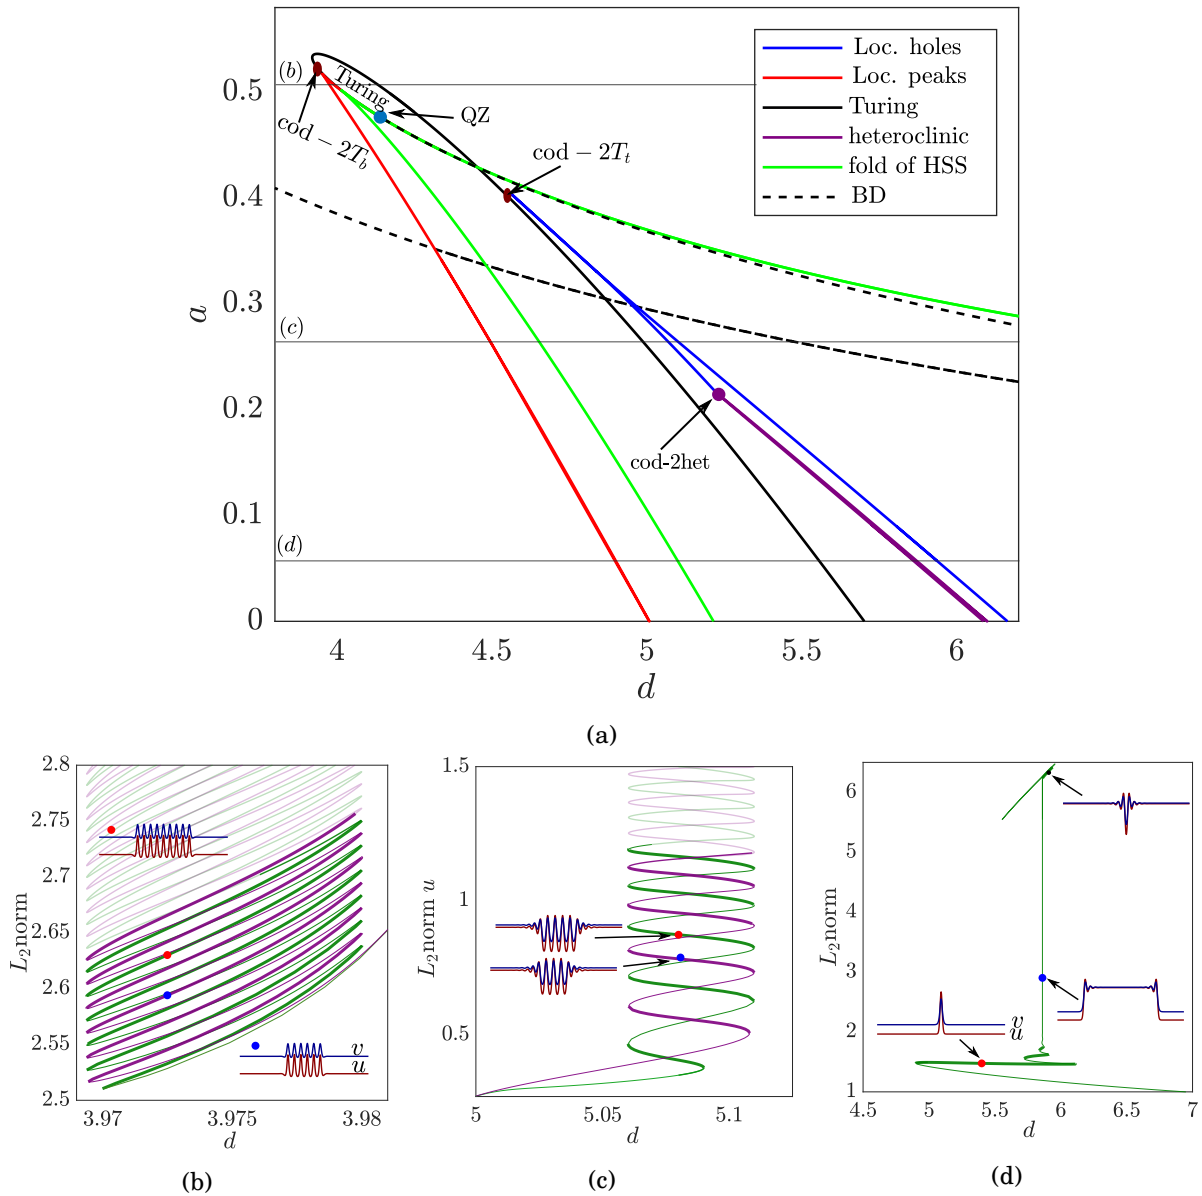 Loc. holes
Loc. peaks
Turing
heteroclinic
fold of HSS
BD
0.5
0.4
0.3
0.2
0.1
0
a
(b)
(c)
(d)
Turing
QZ
cod − 2T_b
cod − 2T_t
cod-2het
4
4.5
5
5.5
6
d
(a)
2.8
2.75
2.7
2.65
2.6
2.55
2.5
L₂norm
v
u
3.97
3.975
3.98
d
(b)
1.5
1
0.5
L₂norm u
5
5.05
5.1
d
(c)
6
5
4
3
2
1
L₂norm
v
u
4.5
5
5.5
6
6.5
7
d
(d)